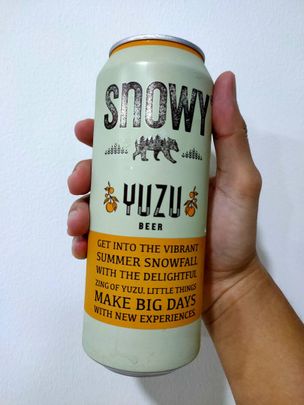 SNOWY
YUZU
BEER
GET INTO THE VIBRANT
SUMMER SNOWFALL
WITH THE DELIGHTFUL
ZING OF YUZU. LITTLE THINGS
MAKE BIG DAYS
WITH NEW EXPERIENCES.